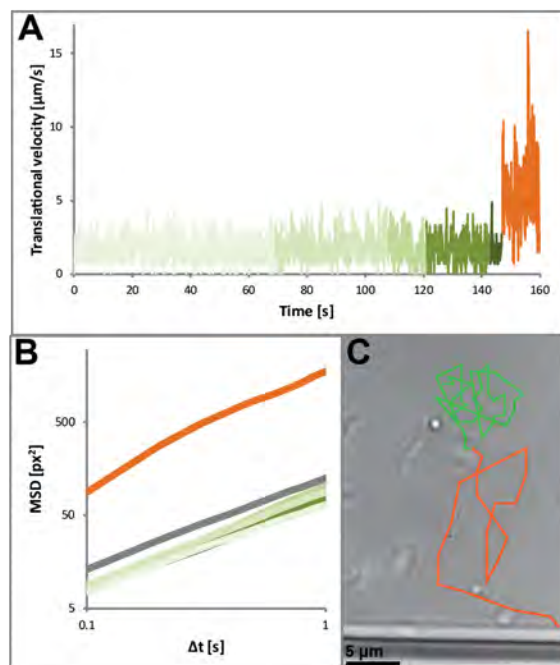 A
Translational velocity [µm/s]
15
10
5
0
0 20 40 60 80 100 120 140 160
Time [s]
B
MSD [px²]
500
50
5
0.1 1
Δt [s]
C
5 µm